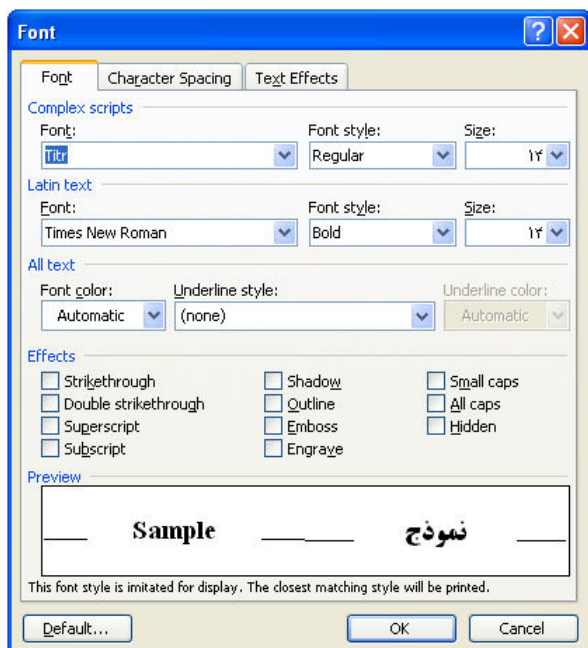 Font
Font Character Spacing Text Effects
Complex scripts
Font: Font style: Size:
Titr Regular ۱۴
Latin text
Font: Font style: Size:
Times New Roman Bold ۱۴
All text
Font color: Underline style: Underline color:
Automatic (none) Automatic
Effects
Strikethrough Shadow Small caps
Double strikethrough Outline All caps
Superscript Emboss Hidden
Subscript Engrave
Preview
Sample نموذج
This font style is imitated for display. The closest matching style will be printed.
Default... OK Cancel